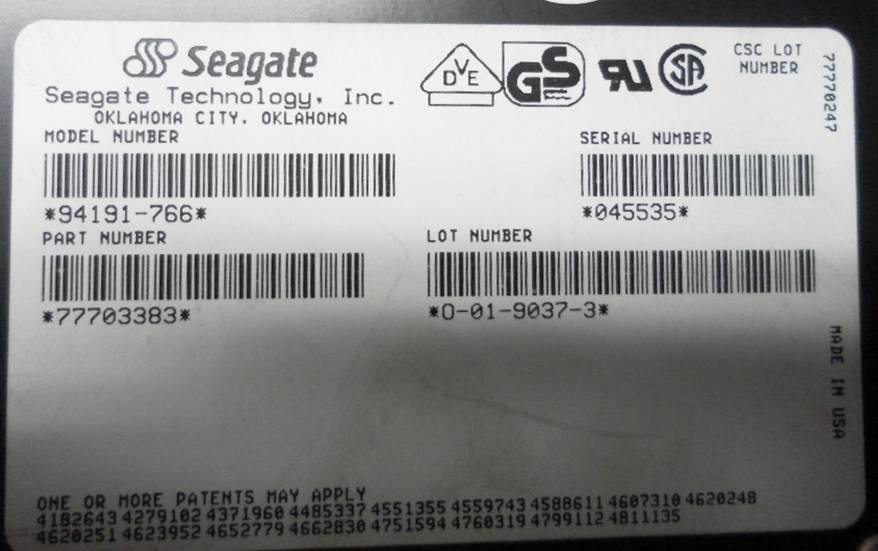 Seagate
Seagate Technology, Inc.
OKLAHOMA CITY, OKLAHOMA
DVE
GS
SA
CSC LOT
NUMBER
77770247
MODEL NUMBER
*94191-766*
SERIAL NUMBER
*045535*
PART NUMBER
*77703383*
LOT NUMBER
*O-01-9037-3*
MADE IN USA
ONE OR MORE PATENTS MAY APPLY
4182643 4279102 4371960 4485337 4551355 4559743 4588611 4607310 4620248
4620251 4623952 4652779 4662830 4751594 4760319 4799112 4811135